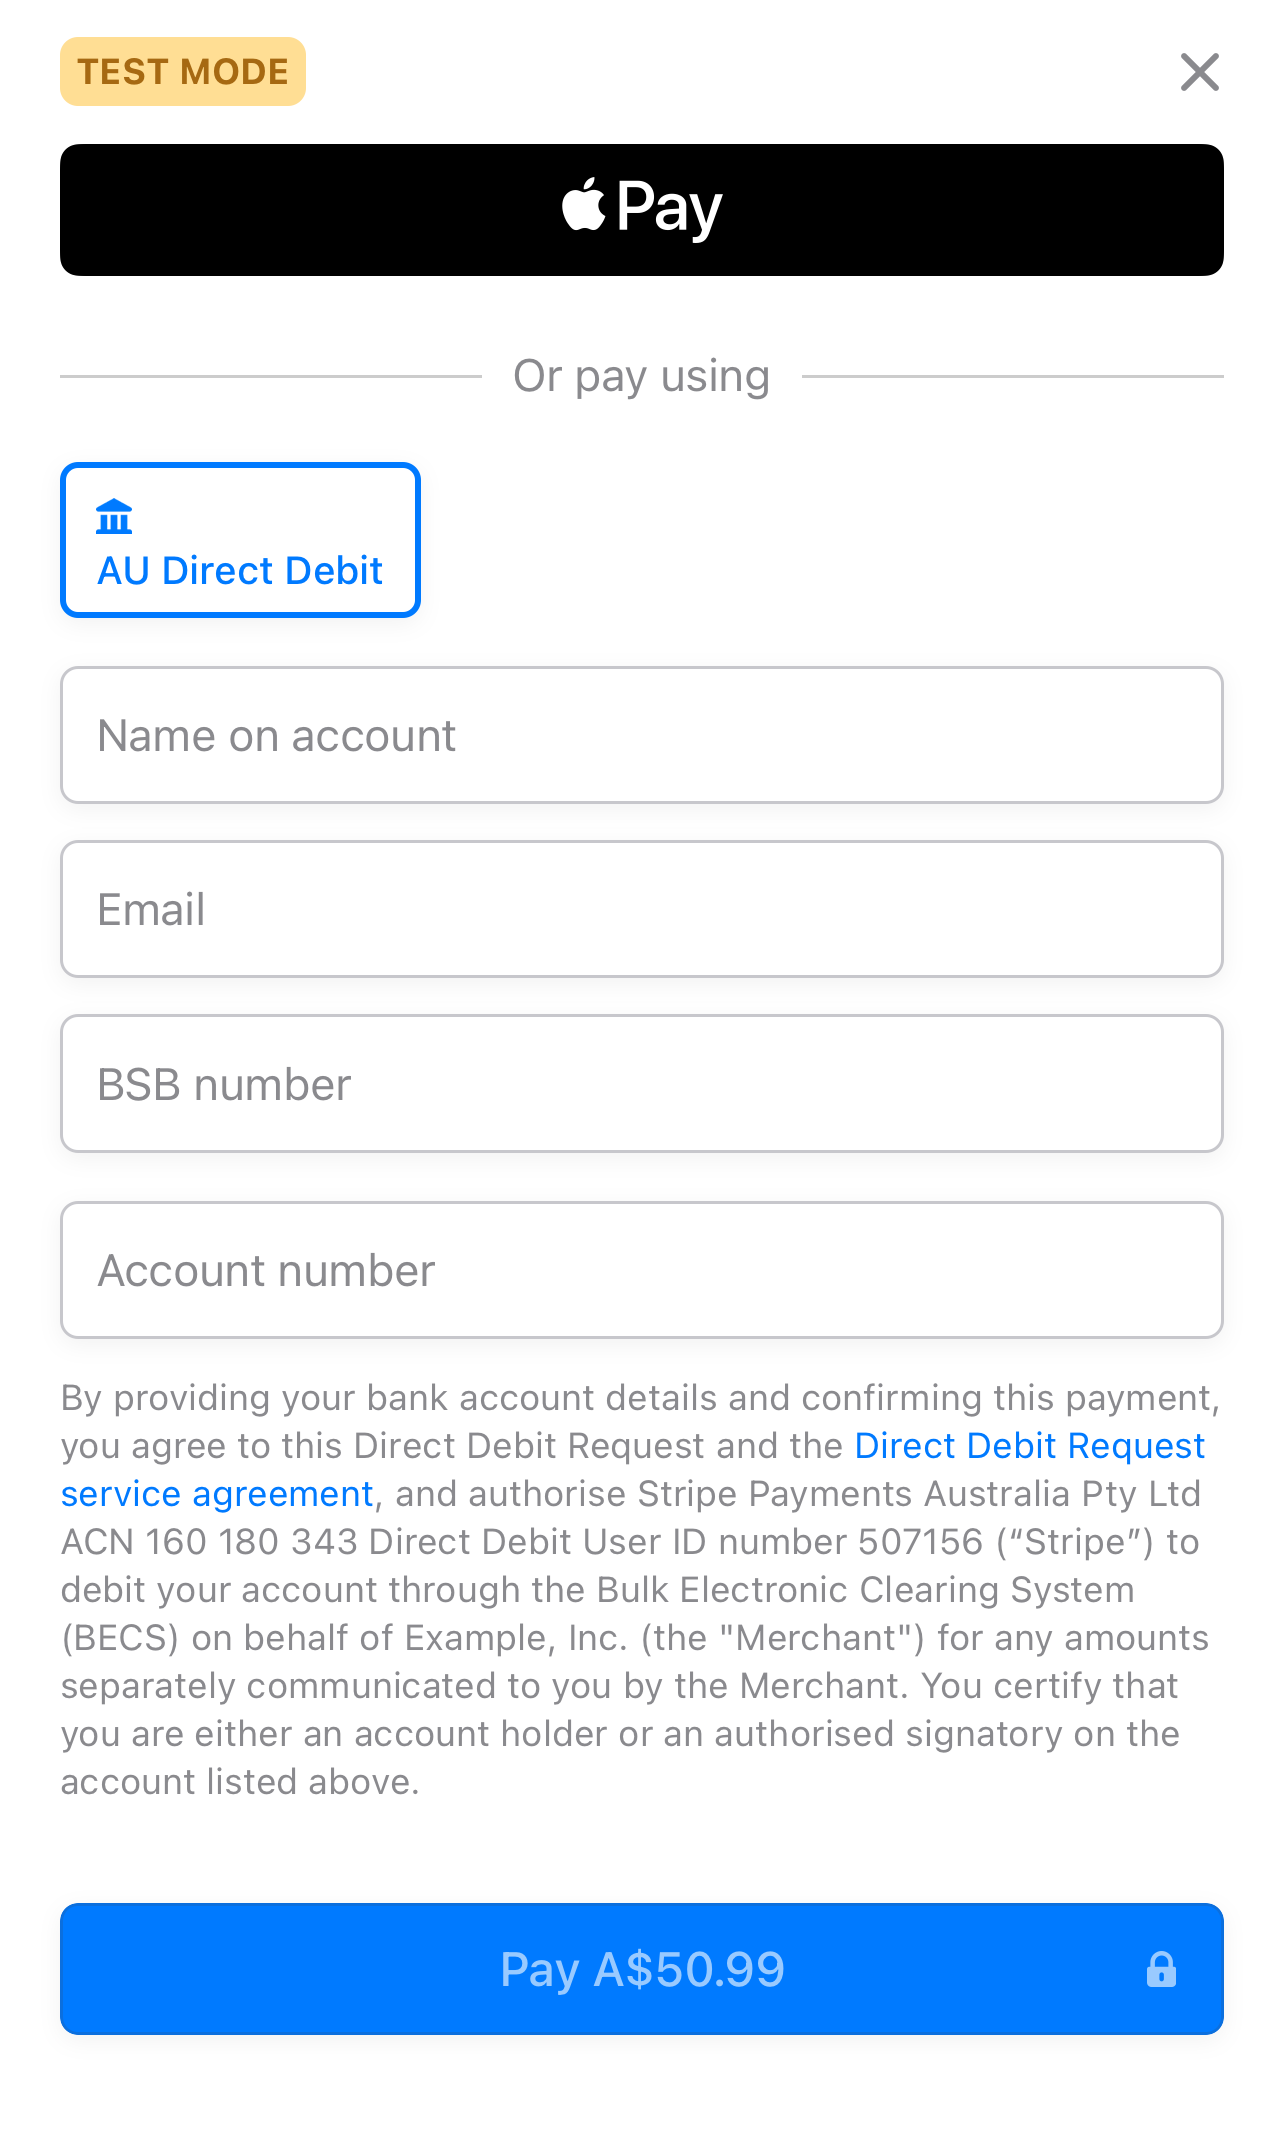 TEST MODE
Pay
Or pay using
AU Direct Debit
Name on account
Email
BSB number
Account number
By providing your bank account details and confirming this payment,
you agree to this Direct Debit Request and the Direct Debit Request
service agreement, and authorise Stripe Payments Australia Pty Ltd
ACN 160 180 343 Direct Debit User ID number 507156 (“Stripe”) to
debit your account through the Bulk Electronic Clearing System
(BECS) on behalf of Example, Inc. (the "Merchant") for any amounts
separately communicated to you by the Merchant. You certify that
you are either an account holder or an authorised signatory on the
account listed above.
Pay A$50.99